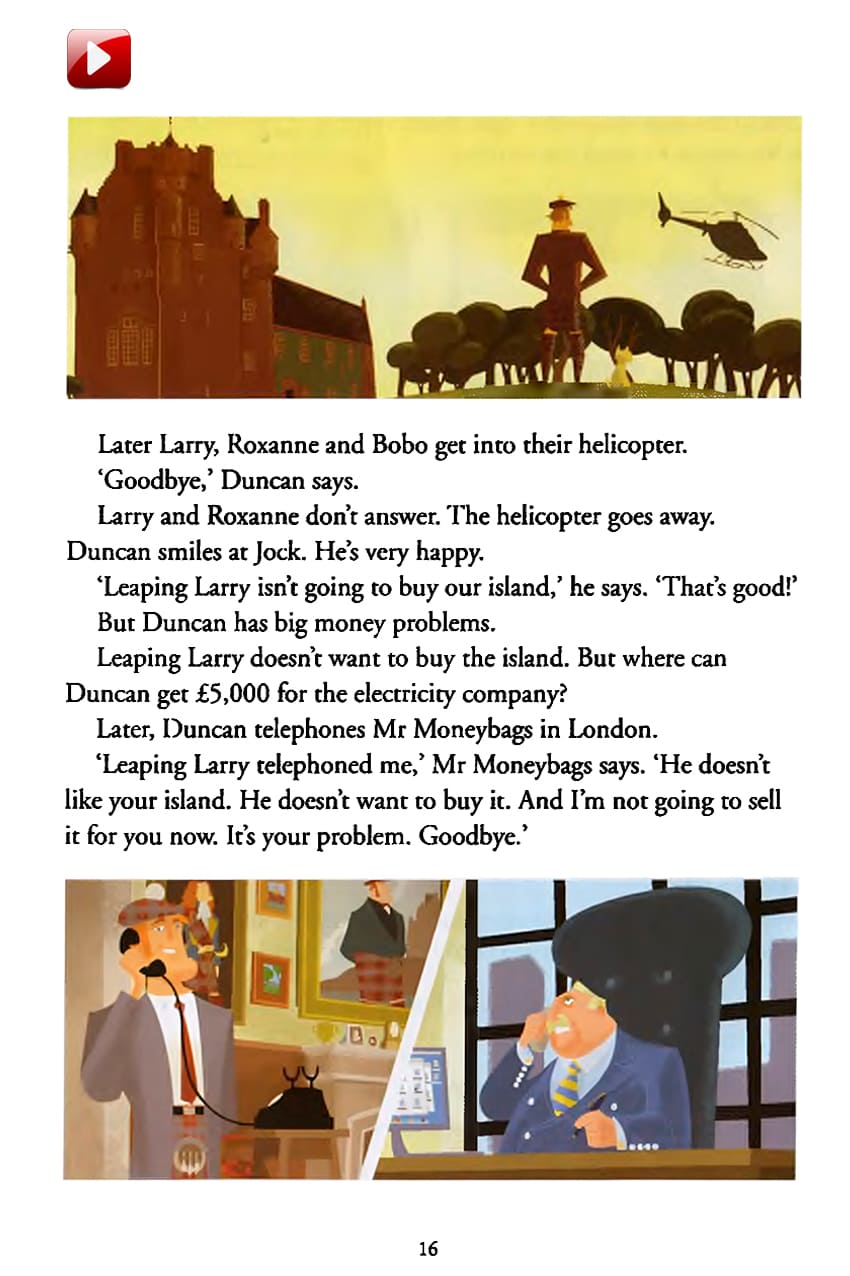 Later Larry, Roxanne and Bobo get into their helicopter.
‘Goodbye,’ Duncan says.
Larry and Roxanne don’t answer. The helicopter goes away.
Duncan smiles at Jock. He’s very happy.
‘Leaping Larry isn’t going to buy our island,’ he says. ‘That’s good!’
But Duncan has big money problems.
Leaping Larry doesn’t want to buy the island. But where can
Duncan get £5,000 for the electricity company?
Later, Duncan telephones Mr Moneybags in London.
‘Leaping Larry telephoned me,’ Mr Moneybags says. ‘He doesn’t
like your island. He doesn’t want to buy it. And I’m not going to sell
it for you now. It’s your problem. Goodbye.’
16